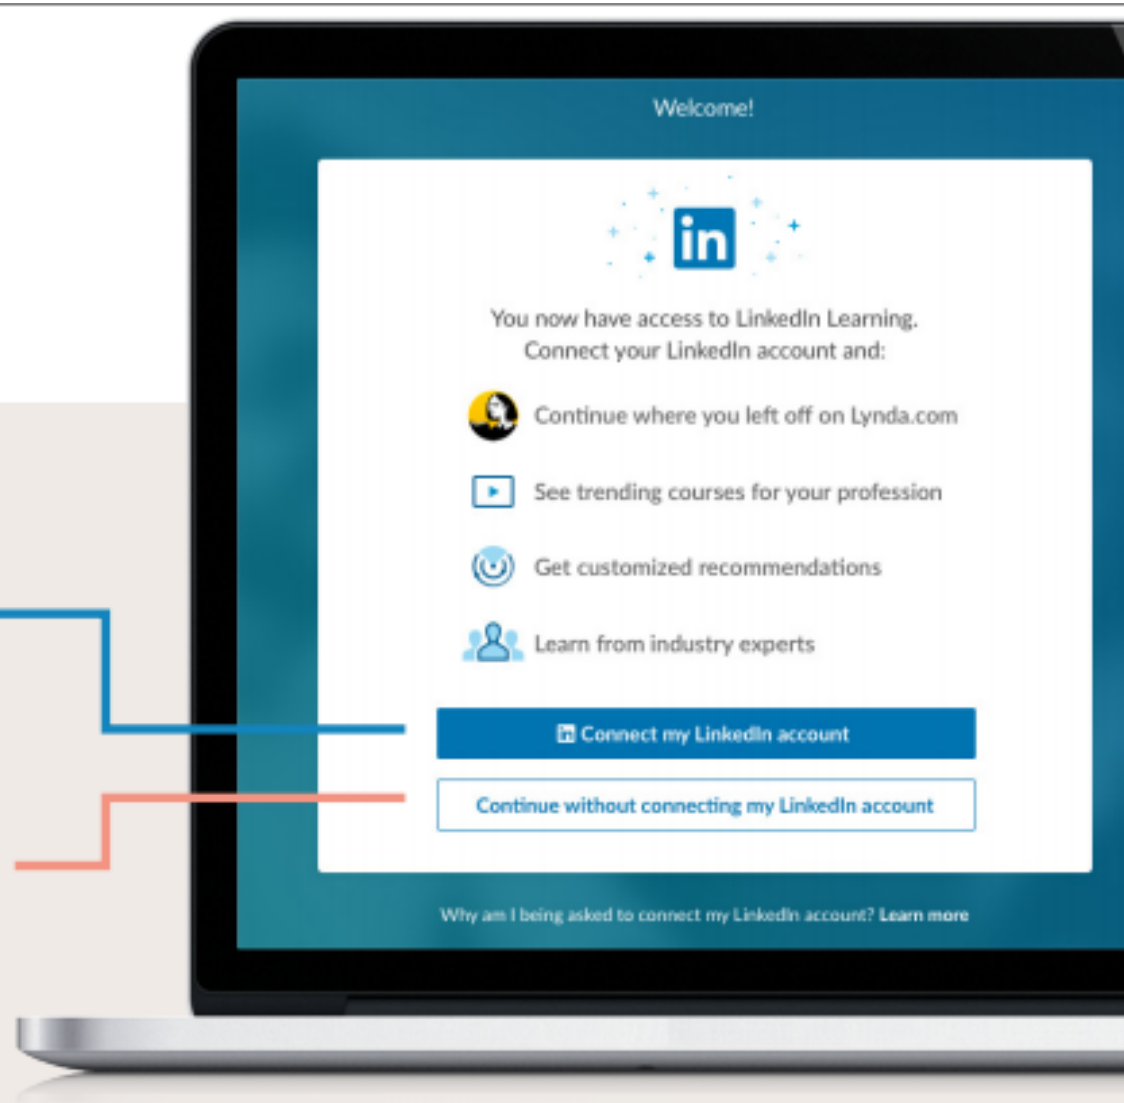 Welcome!
in
You now have access to LinkedIn Learning.
Connect your LinkedIn account and:
Continue where you left off on Lynda.com
See trending courses for your profession
Get customized recommendations
Learn from industry experts
in Connect my LinkedIn account
Continue without connecting my LinkedIn account
Why am I being asked to connect my LinkedIn account? Learn more